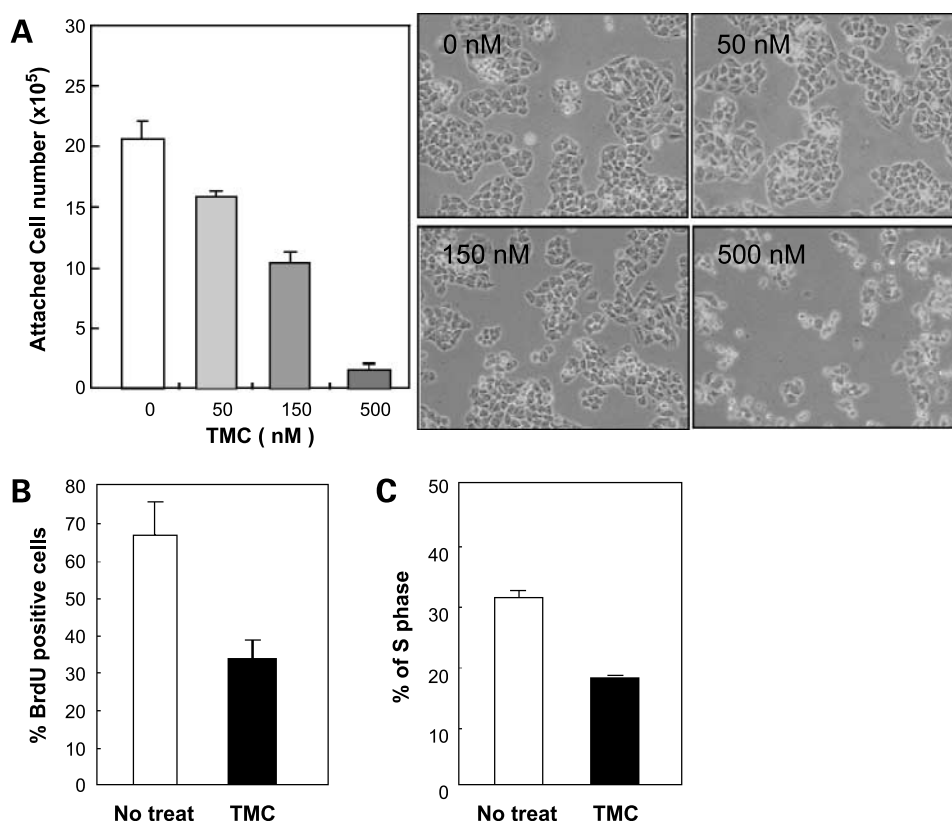 A
Attached Cell number (x10⁵)
30
25
20
15
10
5
0
0 50 150 500
TMC ( nM )
0 nM
50 nM
150 nM
500 nM
B
% BrdU positive cells
80
70
60
50
40
30
20
10
0
No treat TMC
C
% of S phase
50
40
30
20
10
0
No treat TMC